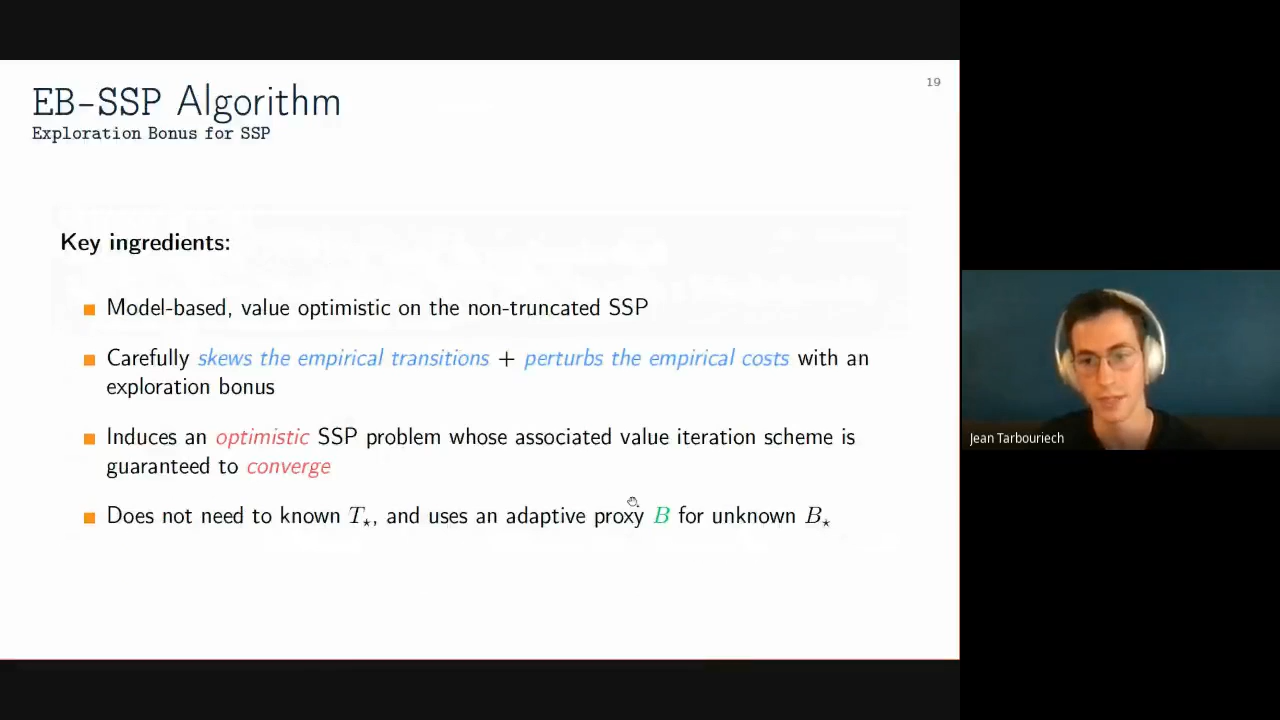 19
EB-SSP Algorithm
Exploration Bonus for SSP
Key ingredients:
■ Model-based, value optimistic on the non-truncated SSP
■ Carefully skews the empirical transitions + perturbs the empirical costs with an
exploration bonus
■ Induces an optimistic SSP problem whose associated value iteration scheme is
guaranteed to converge
■ Does not need to known T⋆, and uses an adaptive proxy B for unknown B⋆
Jean Tarbouriech